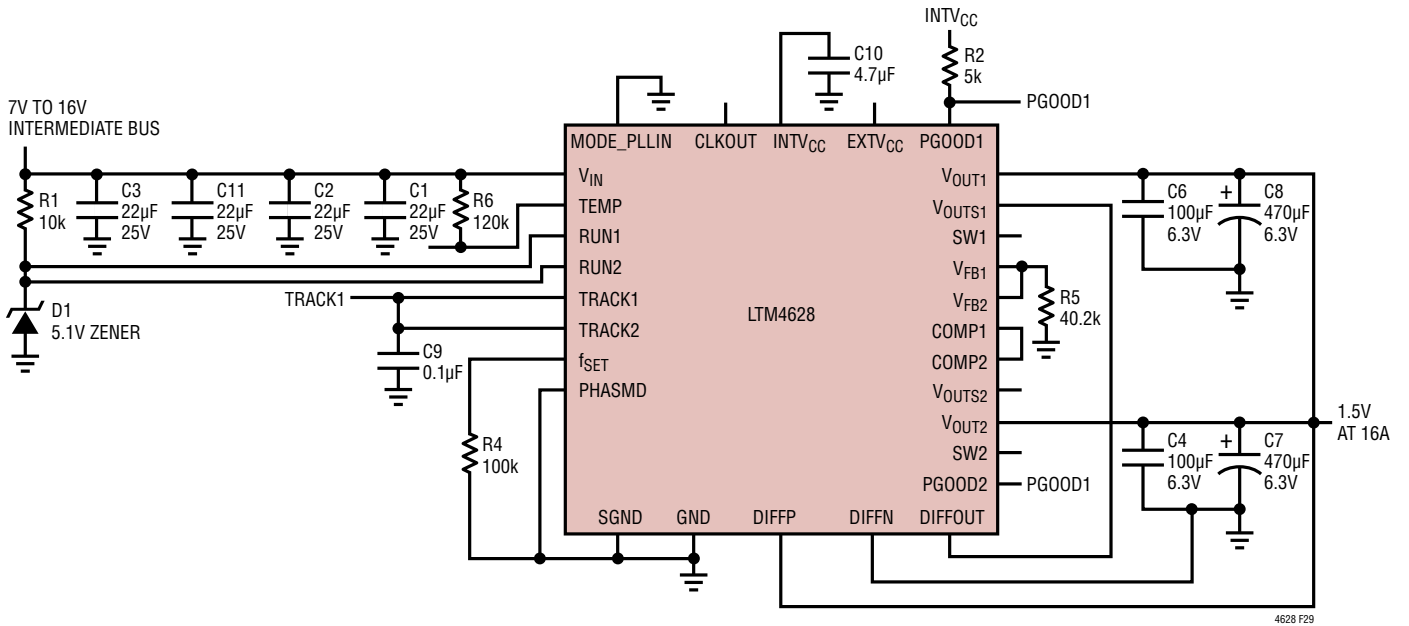 INTVCC
C10
4.7µF
R2
5k
PGOOD1
7V TO 16V
INTERMEDIATE BUS
MODE_PLLIN
CLKOUT
INTVCC
EXTVCC
PGOOD1
R1
10k
C3
22µF
25V
C11
22µF
25V
C2
22µF
25V
C1
22µF
25V
R6
120k
VIN
TEMP
RUN1
RUN2
TRACK1
TRACK2
fSET
PHASMD
D1
5.1V ZENER
TRACK1
C9
0.1µF
R4
100k
LTM4628
VOUT1
VOUTS1
SW1
VFB1
VFB2
COMP1
COMP2
VOUTS2
VOUT2
SW2
PGOOD2
PGOOD1
C6
100µF
6.3V
+
C8
470µF
6.3V
R5
40.2k
1.5V
AT 16A
C4
100µF
6.3V
+
C7
470µF
6.3V
SGND
GND
DIFFP
DIFFN
DIFFOUT
4628 F29